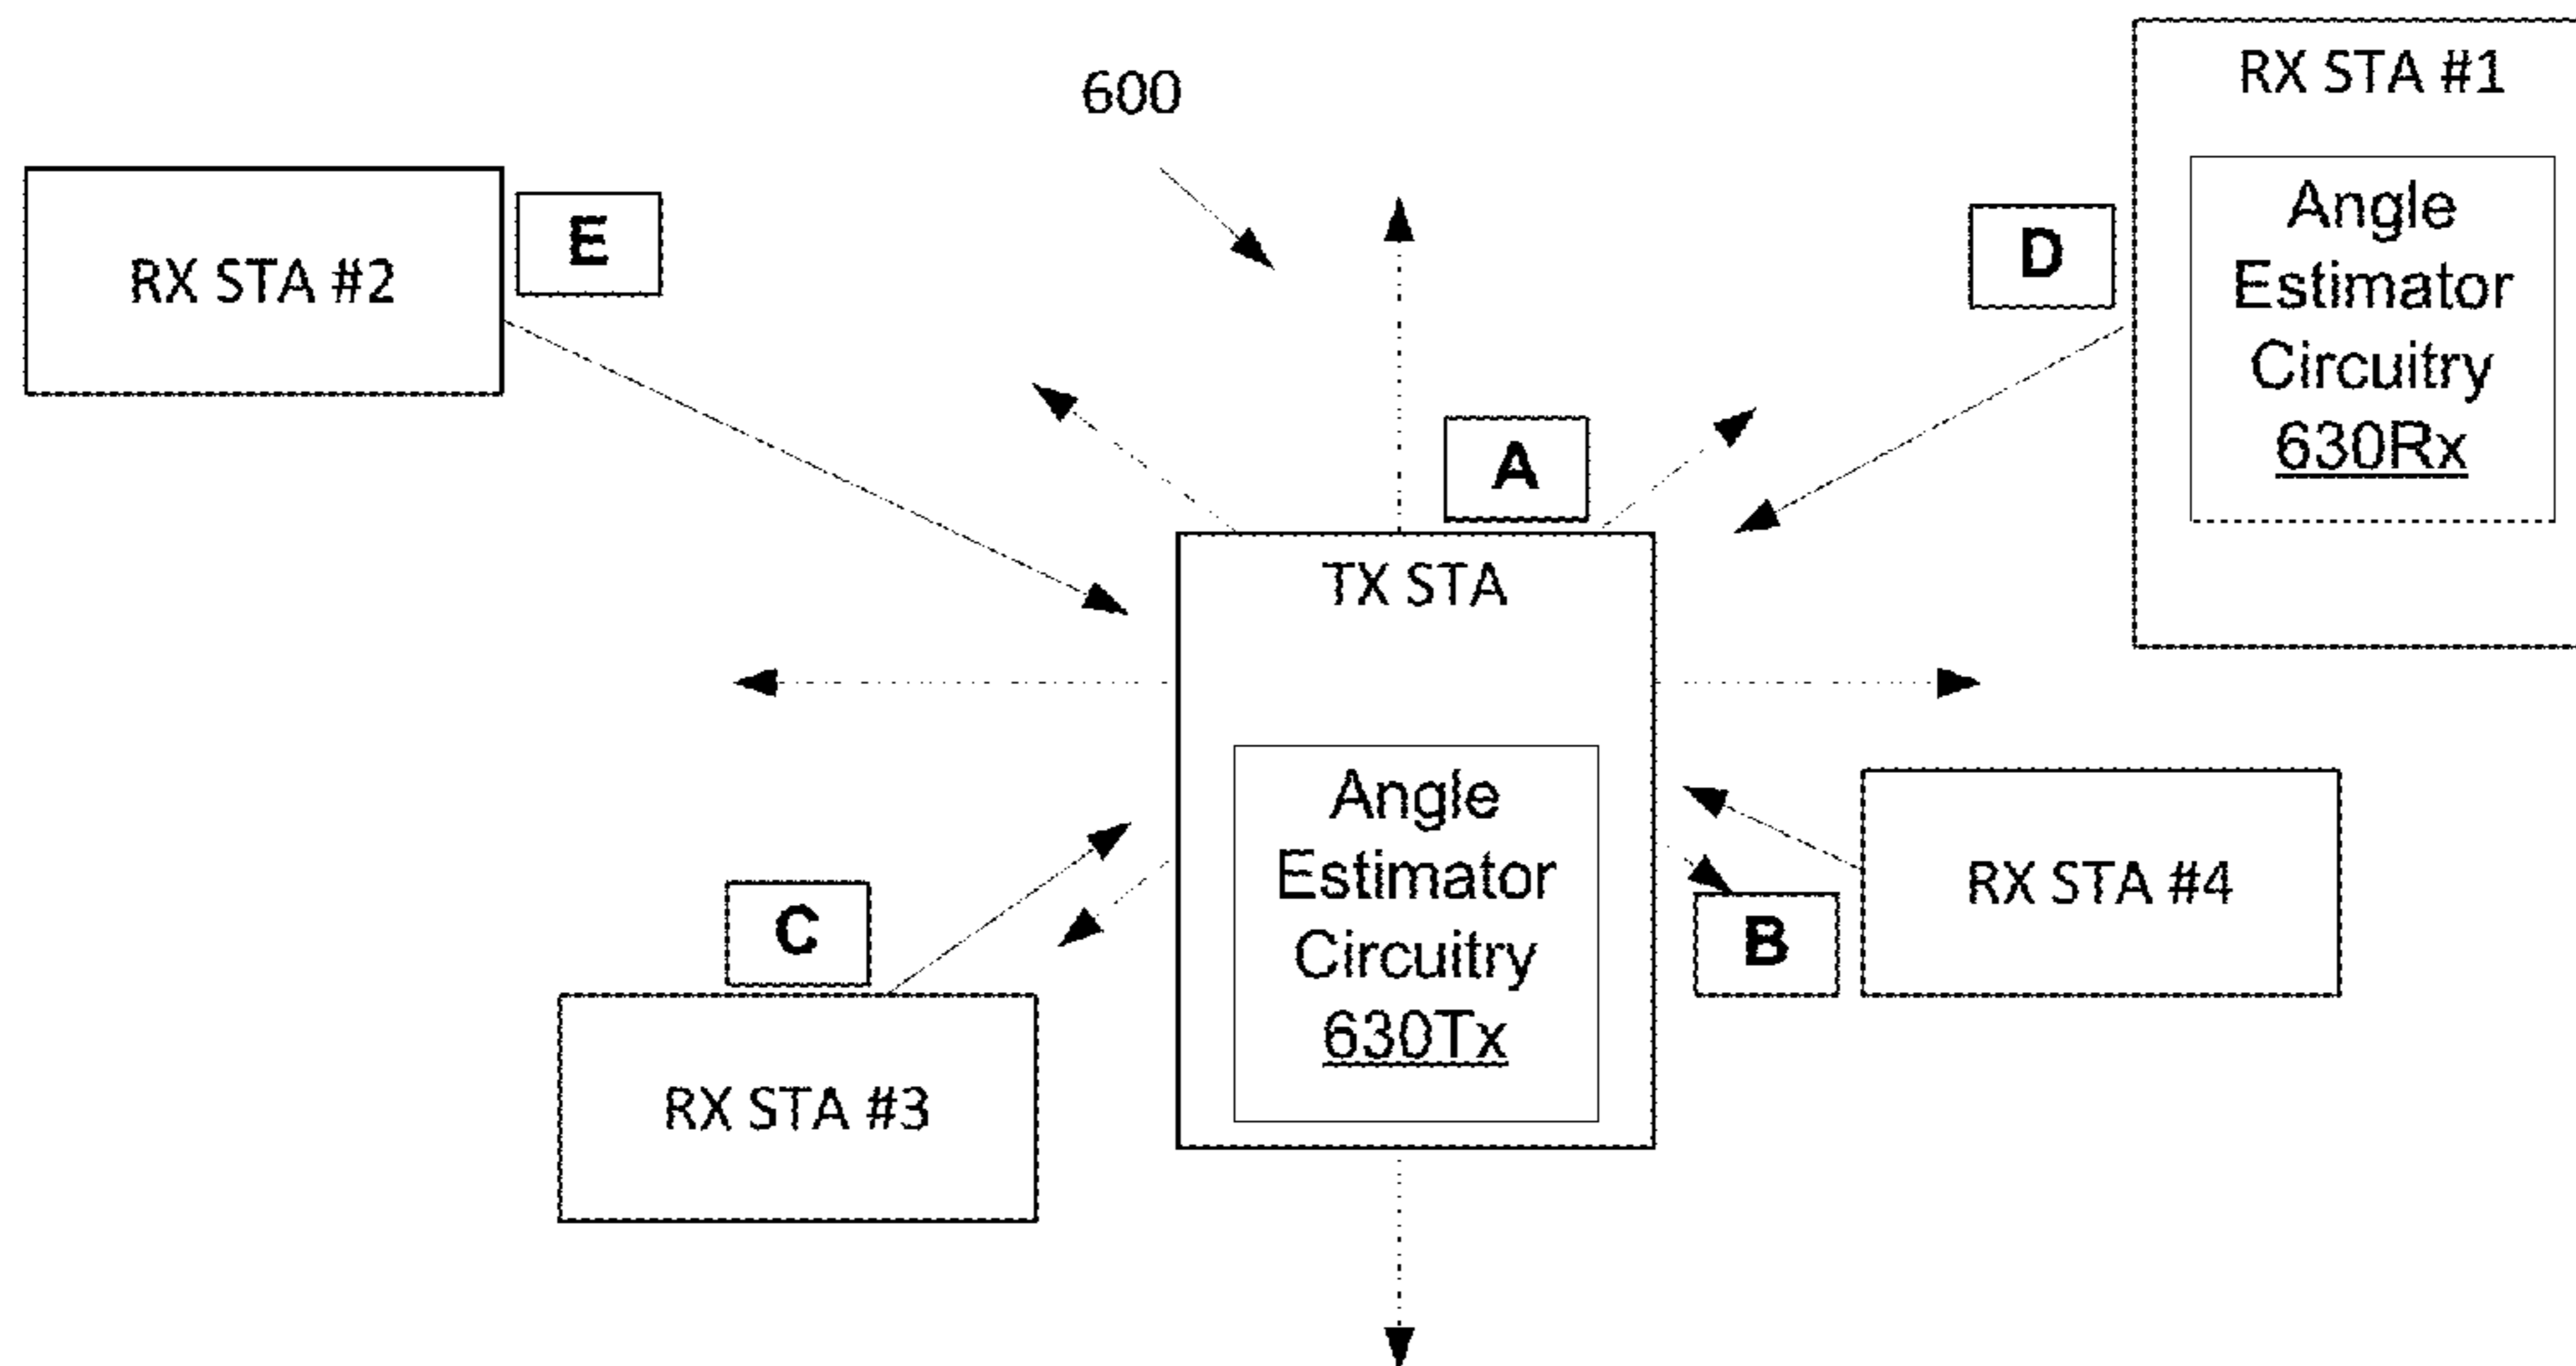 600
RX STA #1
Angle
Estimator
Circuitry
630Rx
D
E
RX STA #2
A
TX STA
Angle
Estimator
Circuitry
630Tx
RX STA #4
B
C
RX STA #3